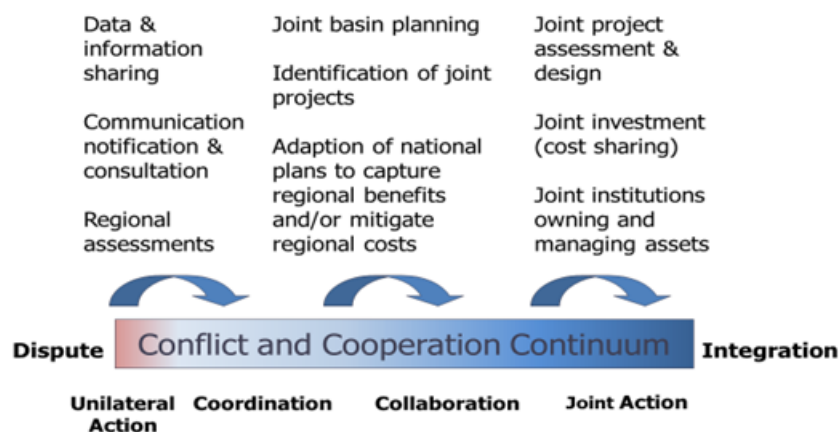 Data &
information
sharing
Communication
notification &
consultation
Regional
assessments
Joint basin planning
Identification of joint
projects
Adaption of national
plans to capture
regional benefits
and/or mitigate
regional costs
Joint project
assessment &
design
Joint investment
(cost sharing)
Joint institutions
owning and
managing assets
Dispute
Conflict and Cooperation Continuum
Integration
Unilateral
Action
Coordination
Collaboration
Joint Action